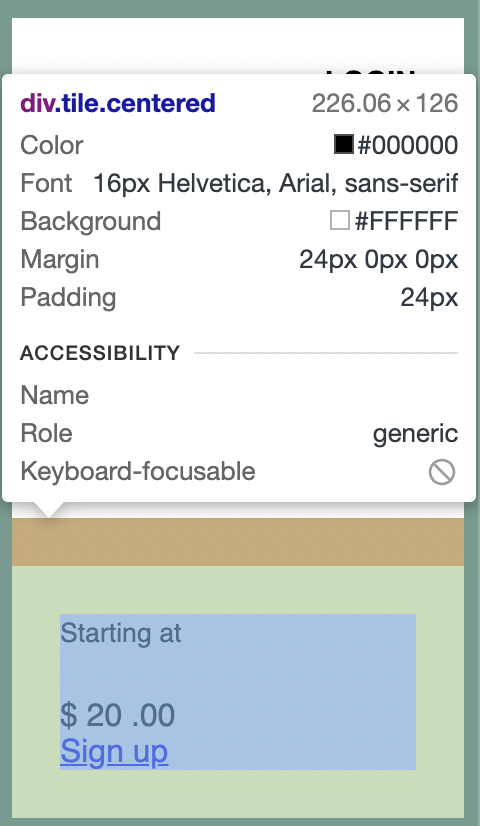 LOGIN
div.tile.centered 226.06 × 126
Color #000000
Font 16px Helvetica, Arial, sans-serif
Background #FFFFFF
Margin 24px 0px 0px
Padding 24px
ACCESSIBILITY
Name
Role generic
Keyboard-focusable
Starting at
$ 20 .00
Sign up